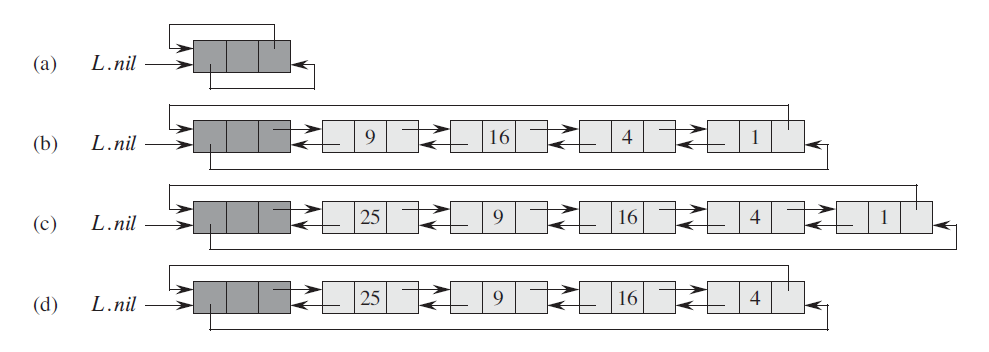 (a) L.nil
(b) L.nil 9 16 4 1
(c) L.nil 25 9 16 4 1
(d) L.nil 25 9 16 4